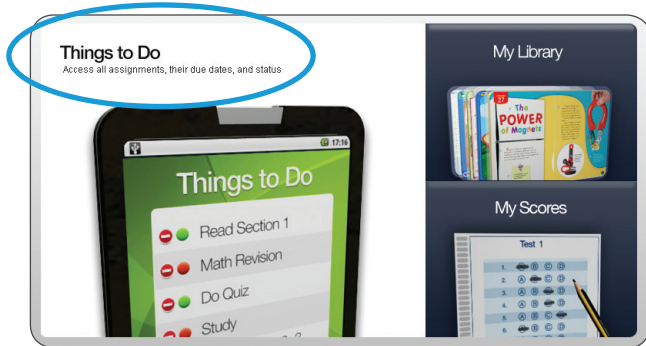 Things to Do
Access all assignments, their due dates, and status
17:16
Things to Do
Read Section 1
Math Revision
Do Quiz
Study
My Library
The
POWER
of Magnets
My Scores
Test 1
1. B C D
2. A C D
3. A B D
4. A B D
5. A B C
6. B C D